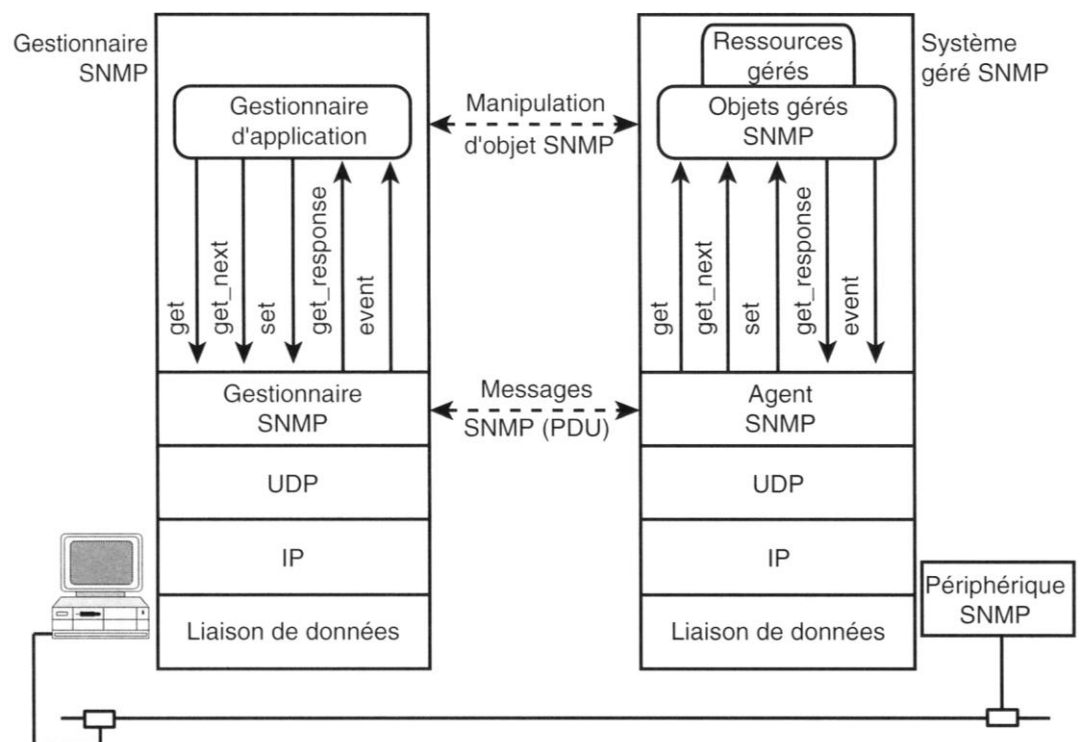 Gestionnaire
SNMP
Gestionnaire
d'application
Manipulation
d'objet SNMP
Ressources
gérés
Objets gérés
SNMP
Système
géré SNMP
get
get_next
set
get_response
event
get
get_next
set
get_response
event
Gestionnaire
SNMP
Messages
SNMP (PDU)
Agent
SNMP
UDP
UDP
IP
IP
Liaison de données
Liaison de données
Périphérique
SNMP